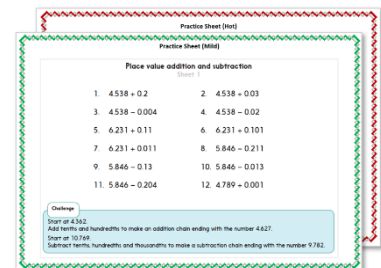 Practice Sheet (Hot)
Practice Sheet (Mild)
Place value addition and subtraction
Sheet 1
1. 4.538 + 0.2 2. 4.538 + 0.03
3. 4.538 – 0.004 4. 4.538 – 0.02
5. 6.231 + 0.11 6. 6.231 + 0.101
7. 6.231 + 0.011 8. 5.846 – 0.211
9. 5.846 – 0.13 10. 5.846 – 0.013
11. 5.846 – 0.204 12. 4.789 + 0.001
Challenge
Start at 4.362.
Add tenths and hundredths to make an addition chain ending with the number 4.627.
Start at 10.769.
Subtract tenths, hundredths and thousandths to make a subtraction chain ending with the number 9.782.